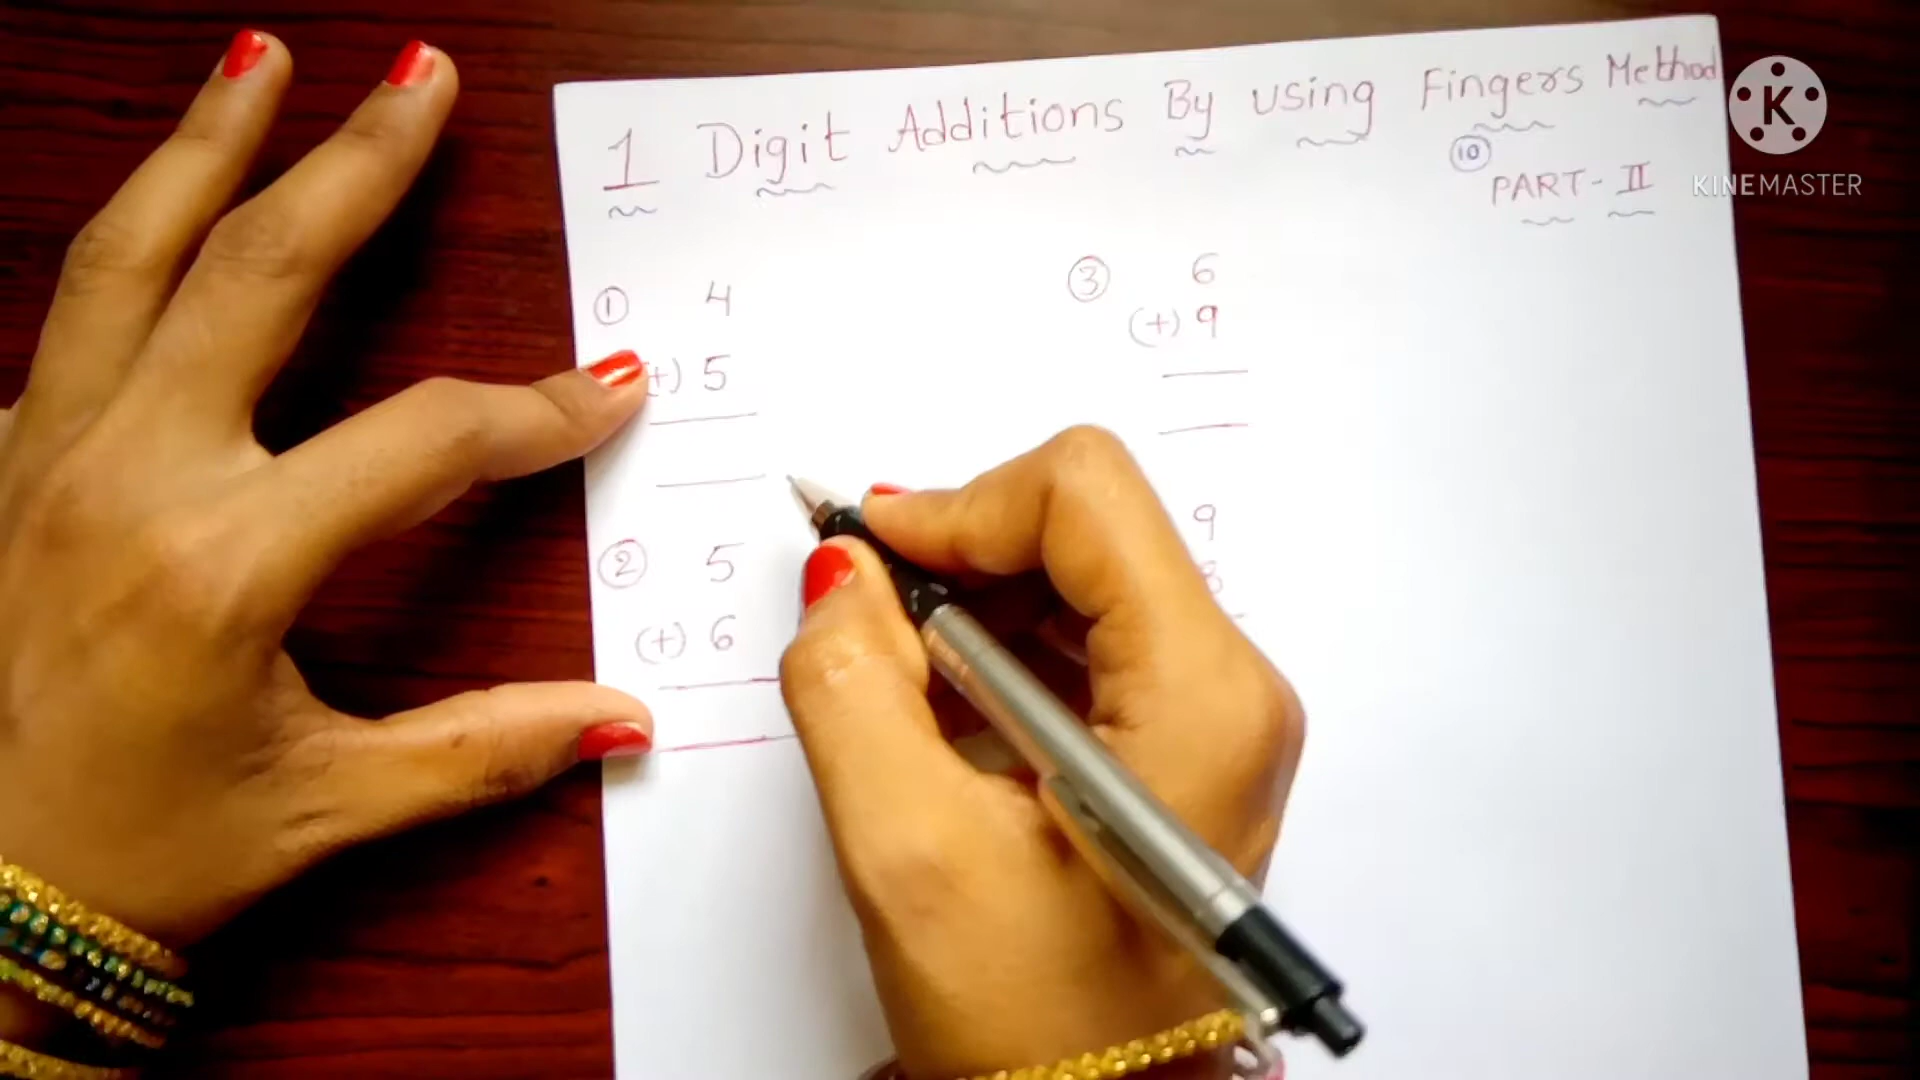 1 Digit Additions By using Fingers Method
10
PART-II
K
KINEMASTER
1 4
(+) 5
2 5
(+) 6
3 6
(+) 9
9
8